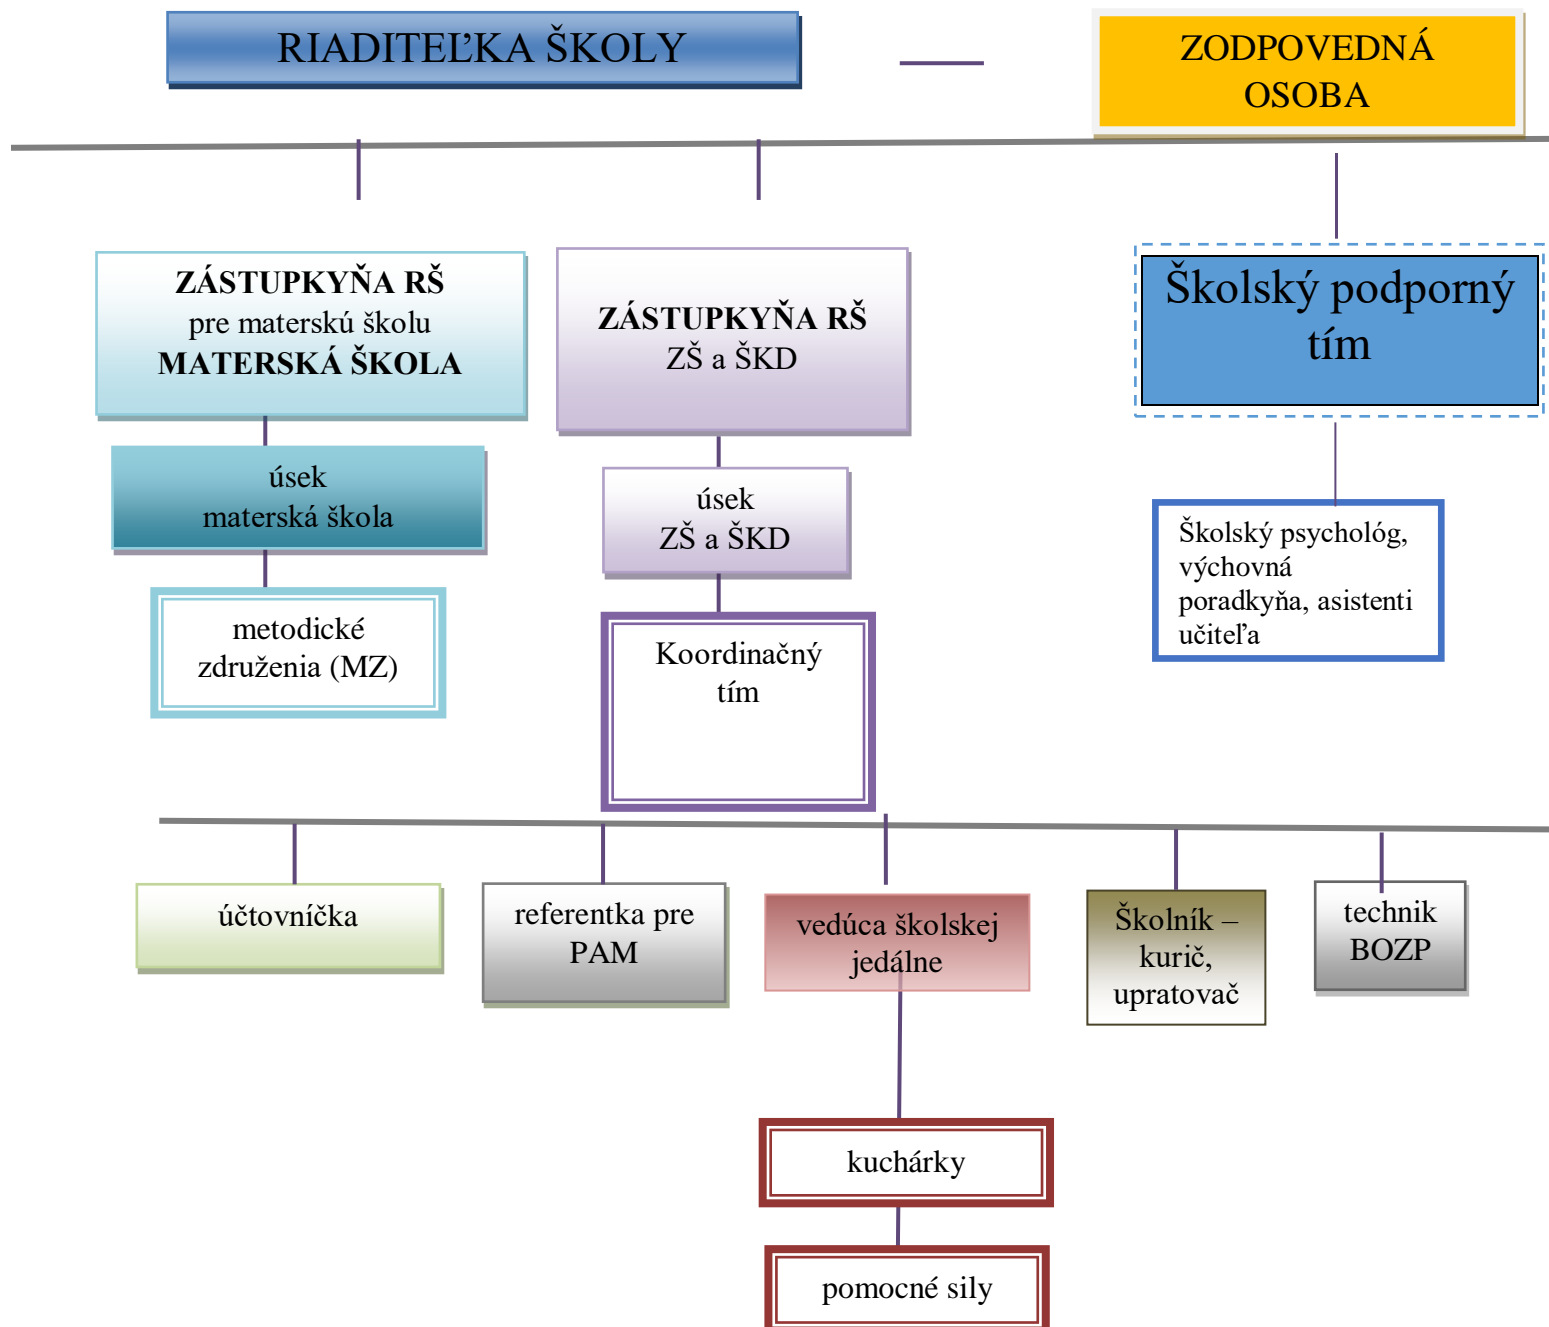 RIADITEĽKA ŠKOLY
ZODPOVEDNÁ
OSOBA
ZÁSTUPKYŇA RŠ
pre materskú školu
MATERSKÁ ŠKOLA
ZÁSTUPKYŇA RŠ
ZŠ a ŠKD
Školský podporný
tím
úsek
materská škola
úsek
ZŠ a ŠKD
Školský psychológ,
výchovná
poradkyňa, asistenti
učiteľa
metodické
združenia (MZ)
Koordinačný
tím
účtovníčka
referentka pre
PAM
vedúca školskej
jedálne
Školník –
kurič,
upratovač
technik
BOZP
kuchárky
pomocné sily